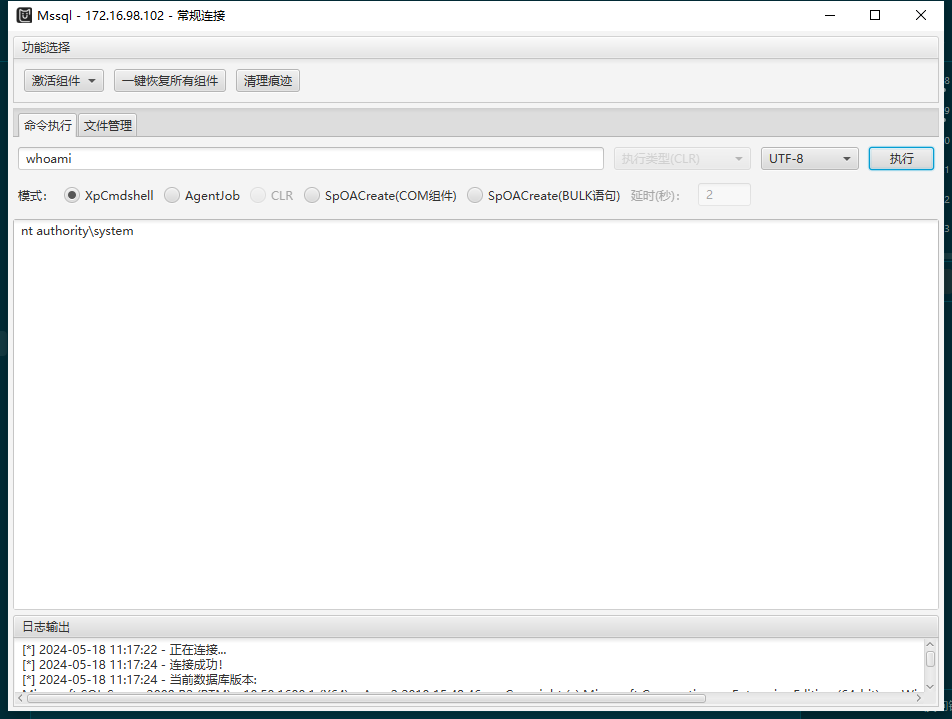 Mssql - 172.16.98.102 - 常规连接
功能选择
激活组件 一键恢复所有组件 清理痕迹
命令执行 文件管理
whoami 执行类型(CLR) UTF-8 执行
模式： XpCmdshell AgentJob CLR SpOACreate(COM组件) SpOACreate(BULK语句) 延时(秒)： 2
nt authority\system
日志输出
[*] 2024-05-18 11:17:22 - 正在连接...
[*] 2024-05-18 11:17:24 - 连接成功！
[*] 2024-05-18 11:17:24 - 当前数据库版本: